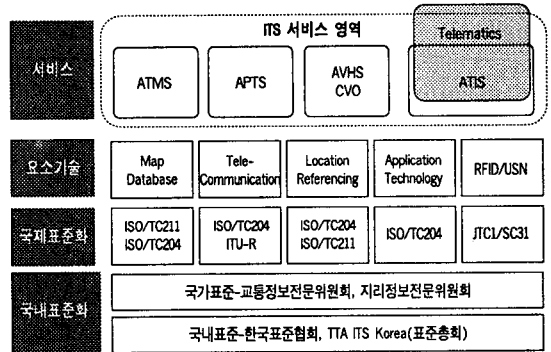 ITS 서비스 영역
Telematics
서비스
ATMS
APTS
AVHS
CVO
ATIS
요소기술
Map
Database
Tele-
Communication
Location
Referencing
Application
Technology
RFID/USN
국제표준화
ISO/TC211
ISO/TC204
ISO/TC204
ITU-R
ISO/TC204
ISO/TC211
ISO/TC204
JTC1/SC31
국내표준화
국가표준-교통정보전문위원회, 지리정보전문위원회
국내표준-한국표준협회, TTA ITS Korea(표준총회)